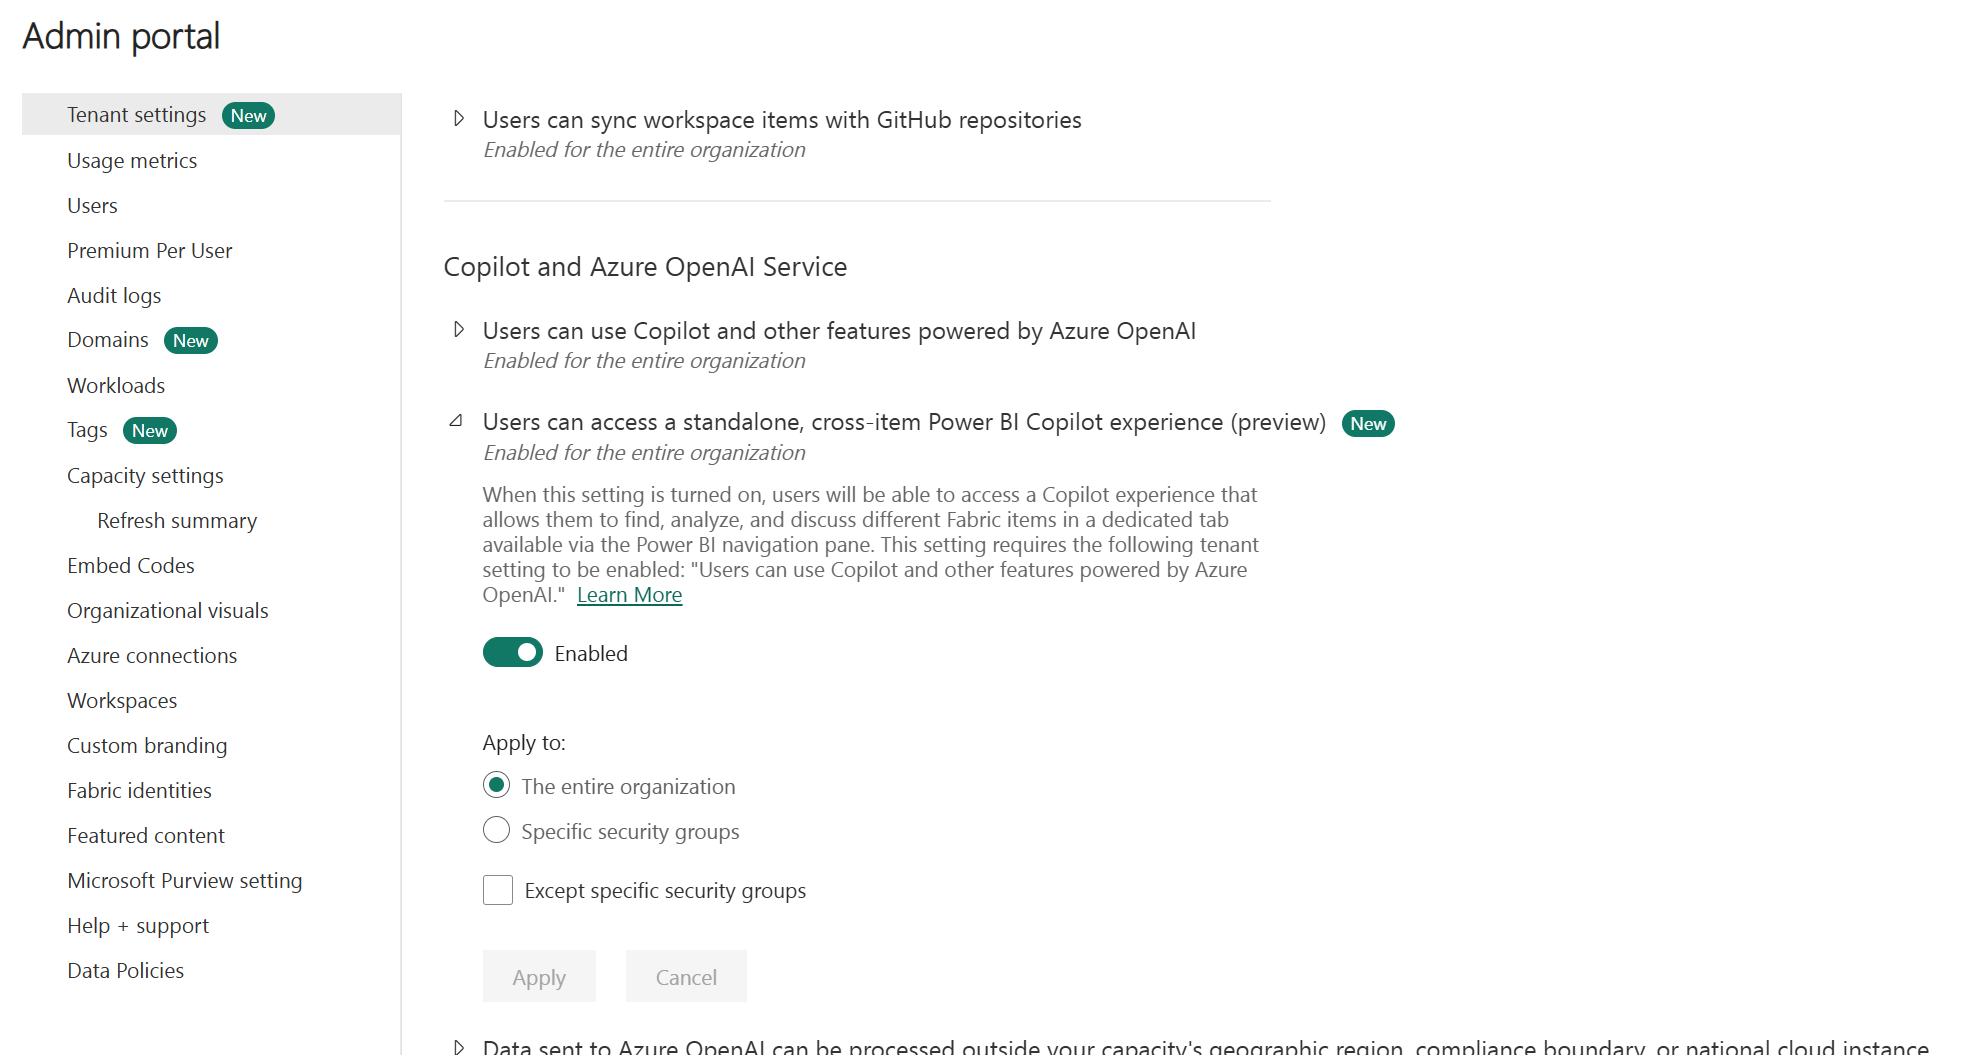 Admin portal
Tenant settings New
Usage metrics
Users
Premium Per User
Audit logs
Domains New
Workloads
Tags New
Capacity settings
Refresh summary
Embed Codes
Organizational visuals
Azure connections
Workspaces
Custom branding
Fabric identities
Featured content
Microsoft Purview setting
Help + support
Data Policies
Users can sync workspace items with GitHub repositories
Enabled for the entire organization
Copilot and Azure OpenAI Service
Users can use Copilot and other features powered by Azure OpenAI
Enabled for the entire organization
Users can access a standalone, cross-item Power BI Copilot experience (preview) New
Enabled for the entire organization
When this setting is turned on, users will be able to access a Copilot experience that
allows them to find, analyze, and discuss different Fabric items in a dedicated tab
available via the Power BI navigation pane. This setting requires the following tenant
setting to be enabled: "Users can use Copilot and other features powered by Azure
OpenAI." Learn More
Enabled
Apply to:
The entire organization
Specific security groups
Except specific security groups
Apply Cancel
Data sent to Azure OpenAI can be processed outside your capacity's geographic region, compliance boundary, or national cloud instance